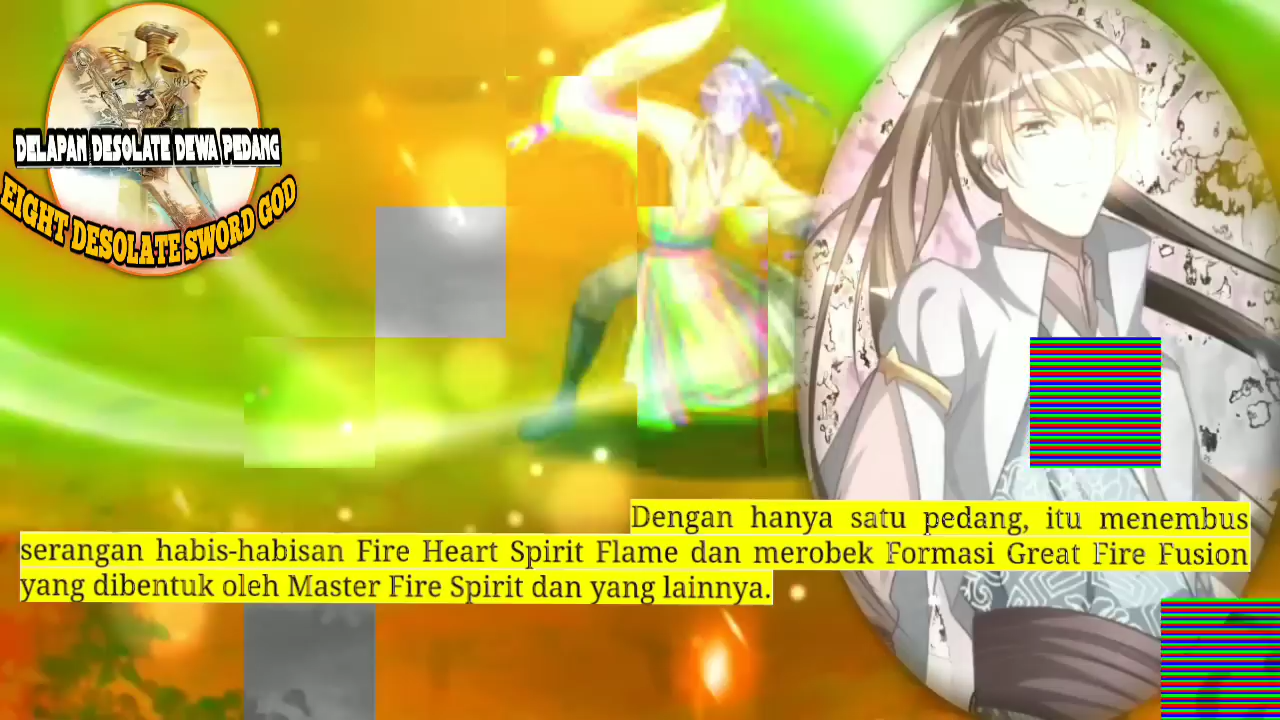 DELAPAN DESOLATE DEWA PEDANG
EIGHT DESOLATE SWORD GOD
Dengan hanya satu pedang, itu menembus
serangan habis-habisan Fire Heart Spirit Flame dan merobek Formasi Great Fire Fusion
yang dibentuk oleh Master Fire Spirit dan yang lainnya.